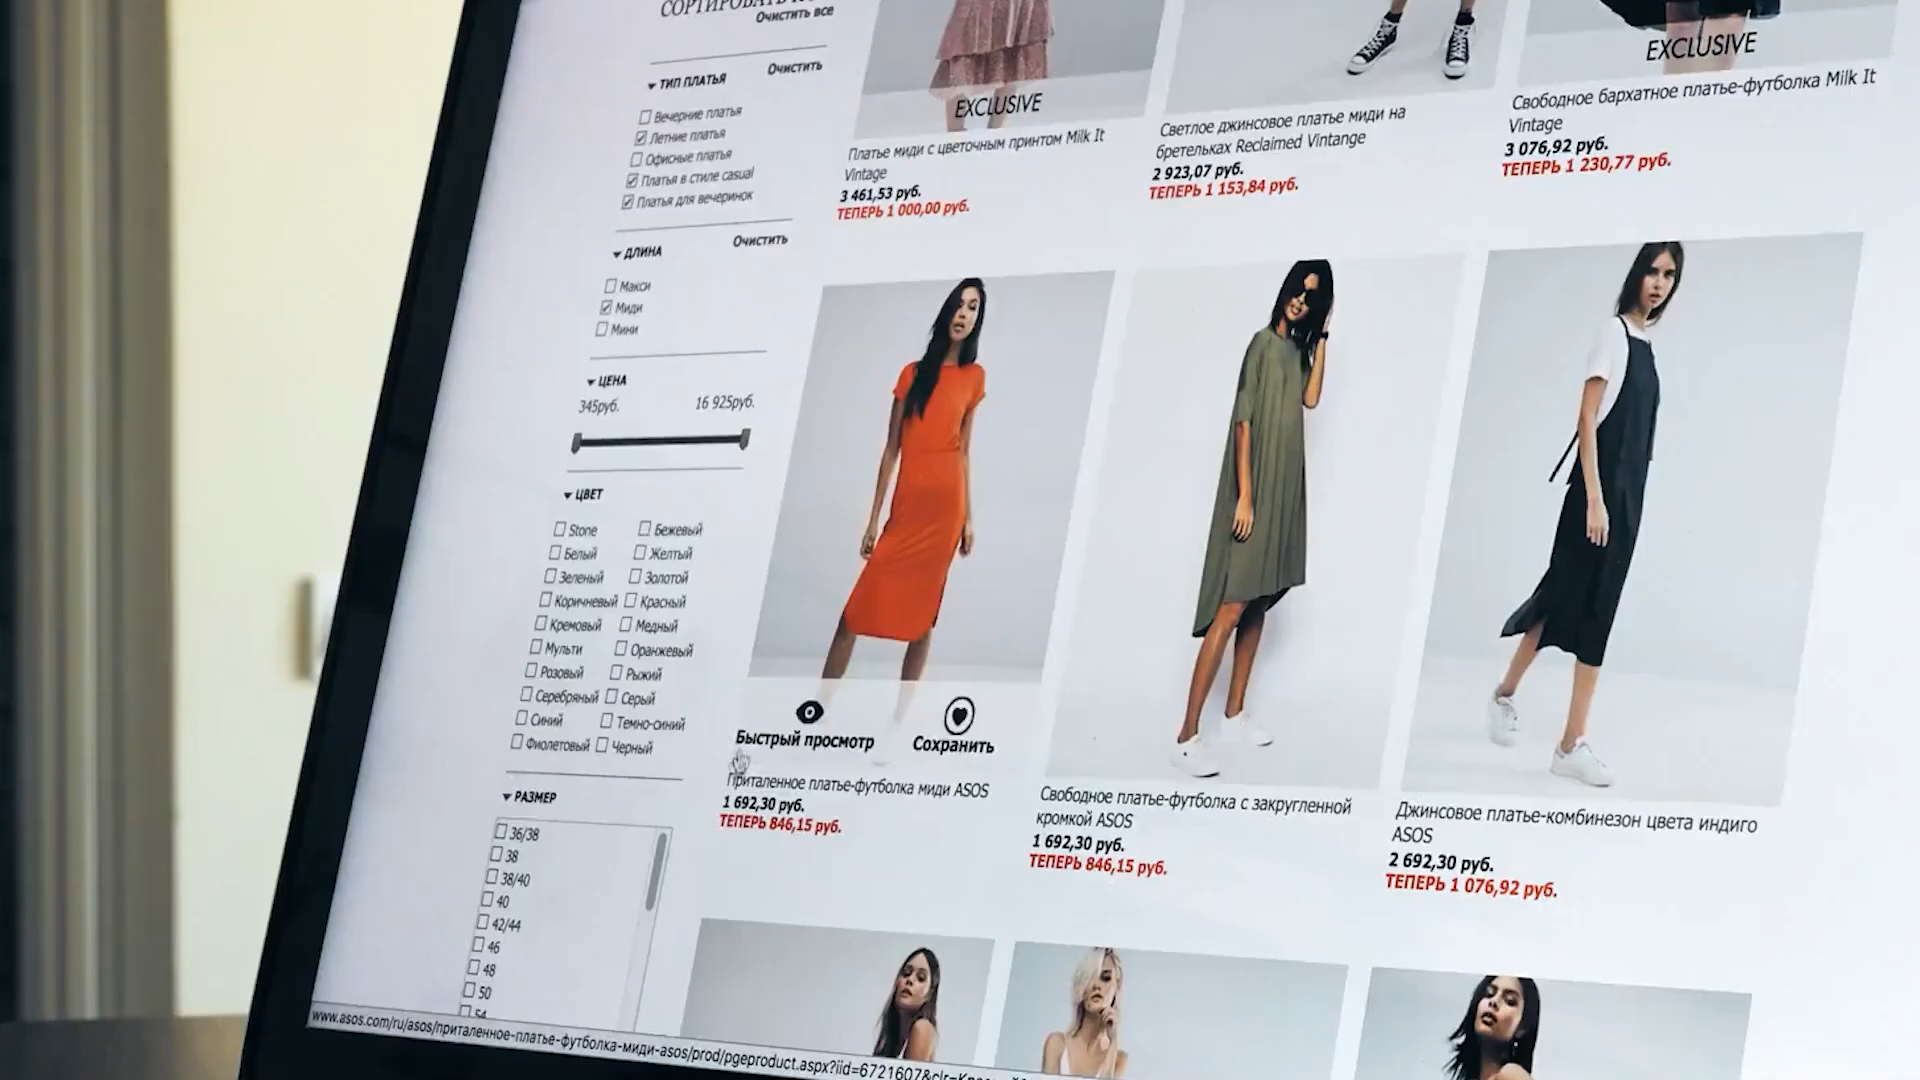 СОРТИРОВАТЬ
Очистить все
ТИП ПЛАТЬЯ
Очистить
Вечерние платья
Летние платья
Офисные платья
Платья в стиле casual
Платья для вечеринок
ДЛИНА
Очистить
Макси
Миди
Мини
ЦЕНА
345руб.
16 925руб.
ЦВЕТ
Stone
Бежевый
Белый
Желтый
Зеленый
Золотой
Коричневый
Красный
Кремовый
Медный
Мульти
Оранжевый
Розовый
Рыжий
Серебряный
Серый
Синий
Темно-синий
Фиолетовый
Черный
РАЗМЕР
36/38
38
38/40
40
42/44
46
48
50
54
EXCLUSIVE
Платье миди с цветочным принтом Milk It
Vintage
3 461,53 руб.
ТЕПЕРЬ 1 000,00 руб.
Светлое джинсовое платье миди на
бретельках Reclaimed Vintange
2 923,07 руб.
ТЕПЕРЬ 1 153,84 руб.
EXCLUSIVE
Свободное бархатное платье-футболка Milk It
Vintage
3 076,92 руб.
ТЕПЕРЬ 1 230,77 руб.
Быстрый просмотр
Сохранить
Приталенное платье-футболка миди ASOS
1 692,30 руб.
ТЕПЕРЬ 846,15 руб.
Свободное платье-футболка с закругленной
кромкой ASOS
1 692,30 руб.
ТЕПЕРЬ 846,15 руб.
Джинсовое платье-комбинезон цвета индиго
ASOS
2 692,30 руб.
ТЕПЕРЬ 1 076,92 руб.
www.asos.com/ru/asos/приталенное-платье-футболка-миди-asos/prod/pgeproduct.aspx?iid=6721607&clr=